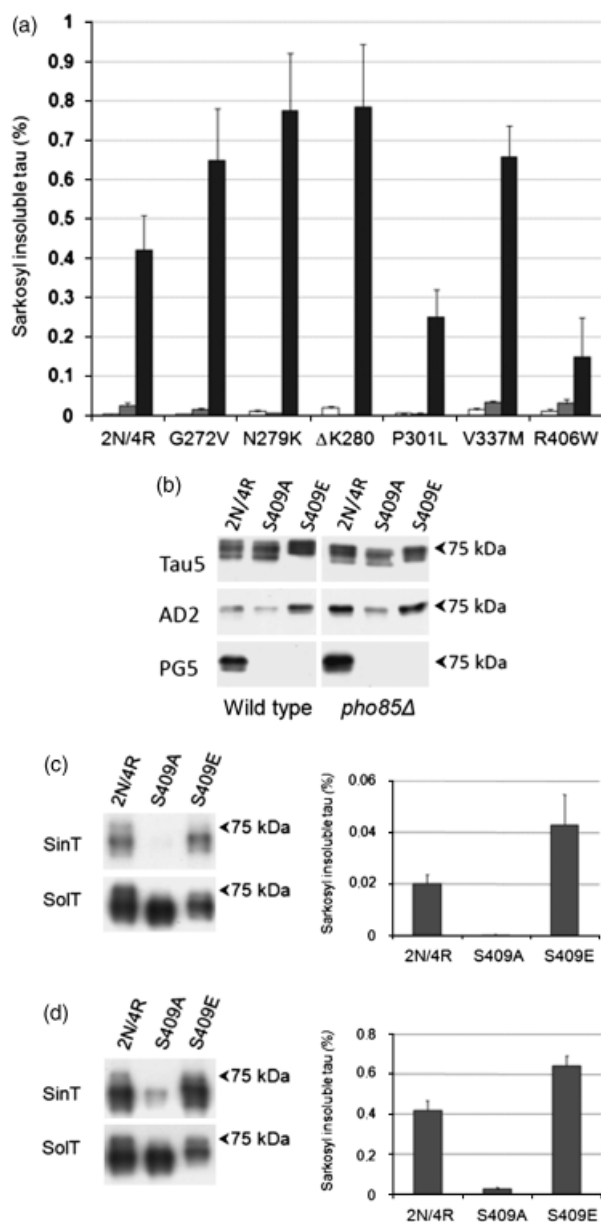 (a)
Sarkosyl insoluble tau (%)
1
0.9
0.8
0.7
0.6
0.5
0.4
0.3
0.2
0.1
0
2N/4R G272V N279K ΔK280 P301L V337M R406W
(b)
2N/4R S409A S409E 2N/4R S409A S409E
Tau5 75 kDa
AD2 75 kDa
PG5 75 kDa
Wild type pho85Δ
(c)
2N/4R S409A S409E
SinT 75 kDa
SolT 75 kDa
Sarkosyl insoluble tau (%)
0.06
0.04
0.02
0
2N/4R S409A S409E
(d)
2N/4R S409A S409E
SinT 75 kDa
SolT 75 kDa
Sarkosyl insoluble tau (%)
0.8
0.6
0.4
0.2
0
2N/4R S409A S409E